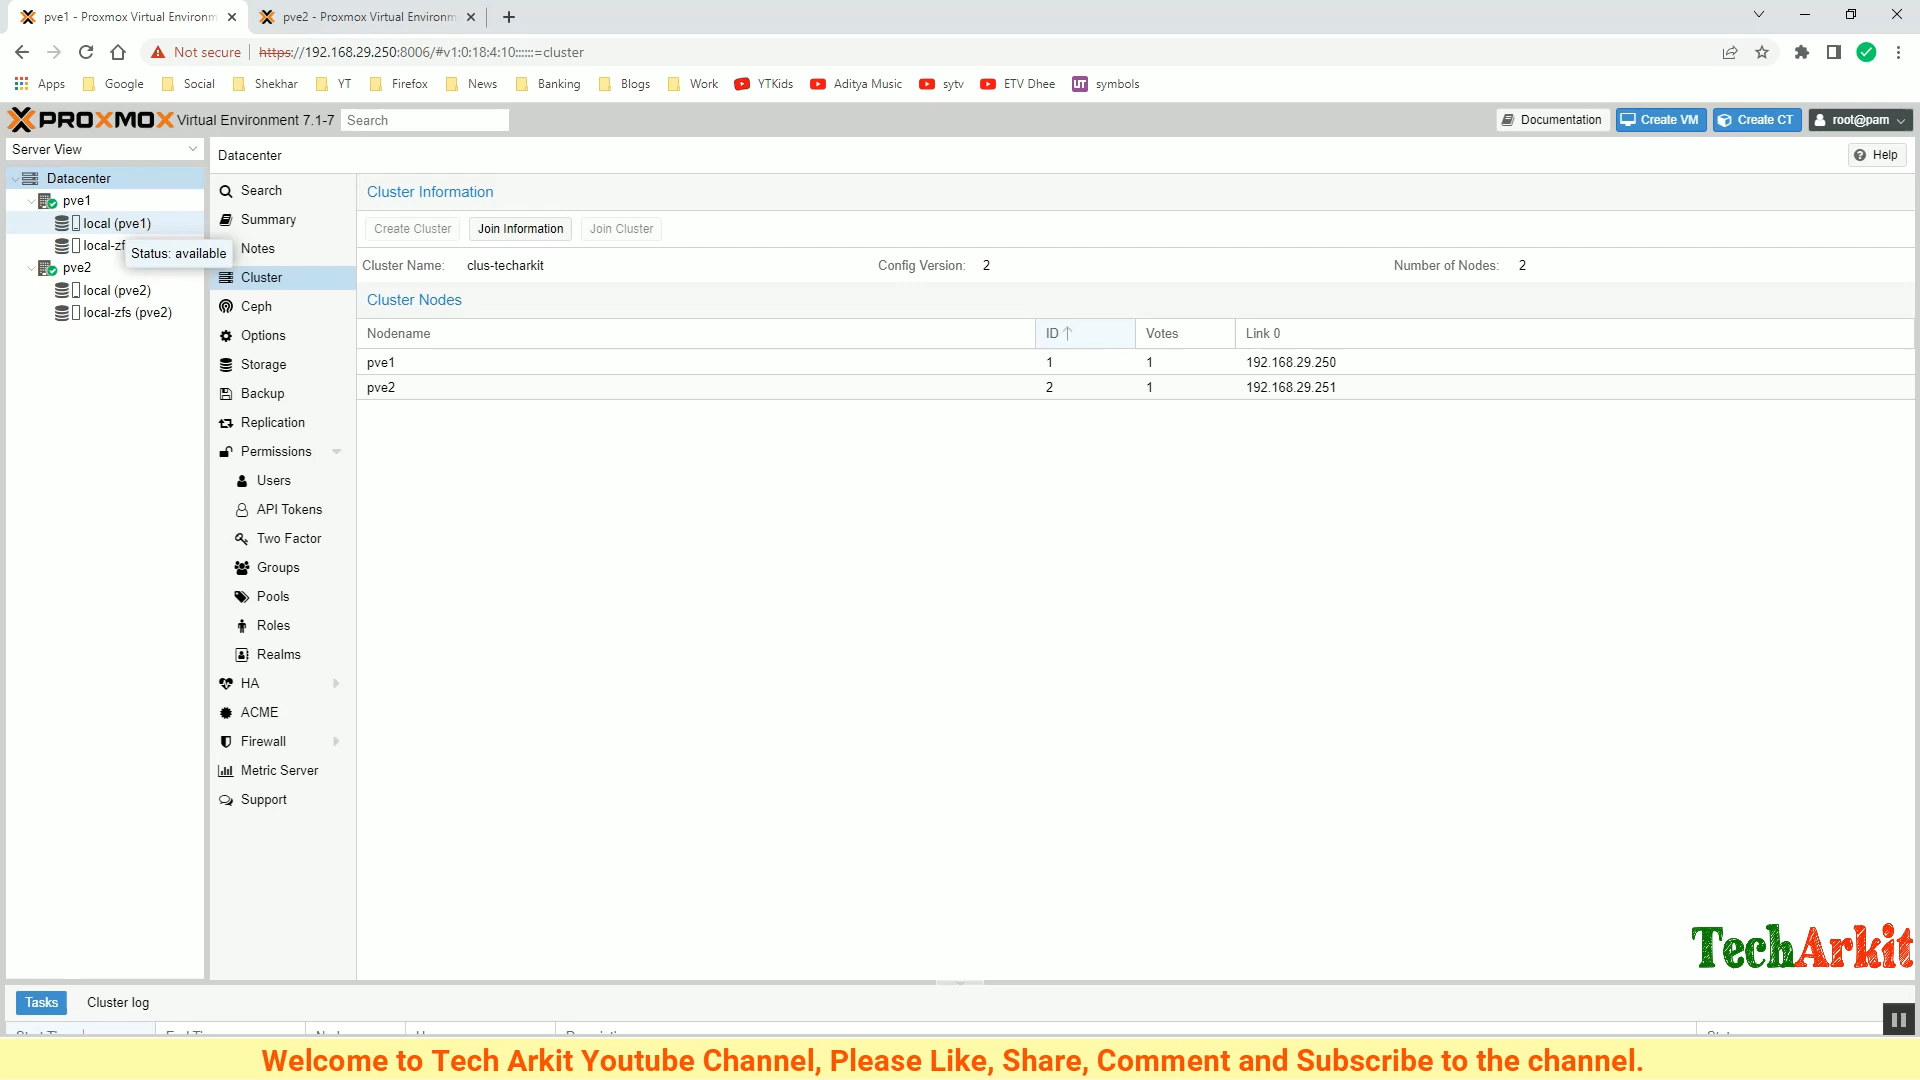 pve1 - Proxmox Virtual Environm
pve2 - Proxmox Virtual Environm
Not secure
https://192.168.29.250:8006/#v1:0:18:4:10::::::=cluster
Apps
Google
Social
Shekhar
YT
Firefox
News
Banking
Blogs
Work
YTKids
Aditya Music
sytv
ETV Dhee
UT symbols
PROXMOX Virtual Environment 7.1-7
Search
Documentation
Create VM
Create CT
root@pam
Server View
Datacenter
Help
Datacenter
pve1
local (pve1)
local-zf
Status: available
pve2
local (pve2)
local-zfs (pve2)
Search
Summary
Notes
Cluster
Ceph
Options
Storage
Backup
Replication
Permissions
Users
API Tokens
Two Factor
Groups
Pools
Roles
Realms
HA
ACME
Firewall
Metric Server
Support
Cluster Information
Create Cluster
Join Information
Join Cluster
Cluster Name: clus-techarkit
Config Version: 2
Number of Nodes: 2
Cluster Nodes
Nodename ID Votes Link 0
pve1 1 1 192.168.29.250
pve2 2 1 192.168.29.251
TechArkit
Tasks
Cluster log
Welcome to Tech Arkit Youtube Channel, Please Like, Share, Comment and Subscribe to the channel.